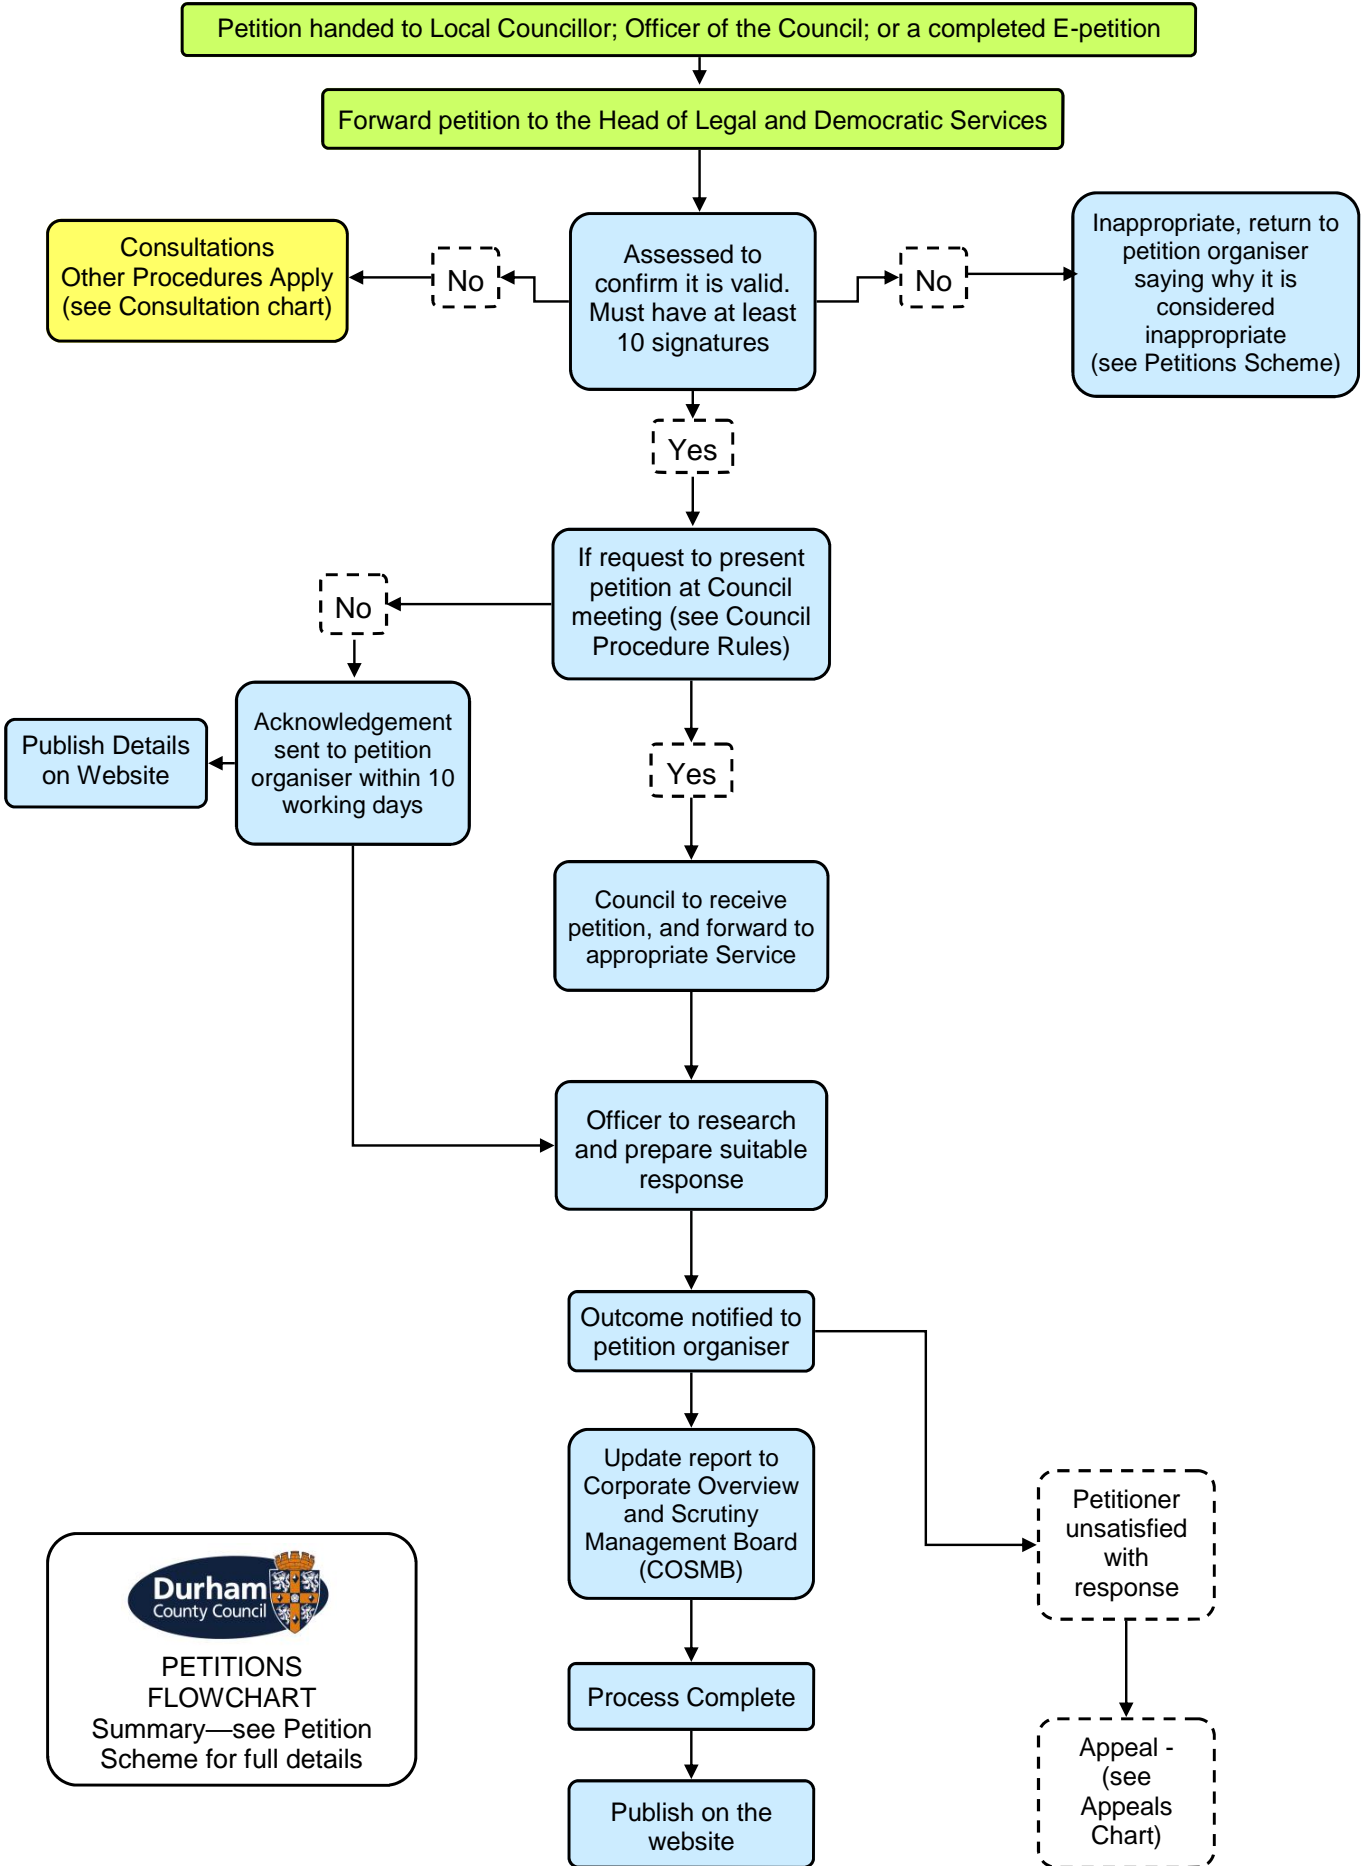 Petition handed to Local Councillor; Officer of the Council; or a completed E-petition
Forward petition to the Head of Legal and Democratic Services
Consultations
Other Procedures Apply
(see Consultation chart)
No
Assessed to
confirm it is valid.
Must have at least
10 signatures
No
Inappropriate, return to
petition organiser
saying why it is
considered
inappropriate
(see Petitions Scheme)
Yes
If request to present
petition at Council
meeting (see Council
Procedure Rules)
No
Publish Details
on Website
Acknowledgement
sent to petition
organiser within 10
working days
Yes
Council to receive
petition, and forward to
appropriate Service
Officer to research
and prepare suitable
response
Outcome notified to
petition organiser
Update report to
Corporate Overview
and Scrutiny
Management Board
(COSMB)
Petitioner
unsatisfied
with
response
Durham
County Council
PETITIONS
FLOWCHART
Summary—see Petition
Scheme for full details
Process Complete
Appeal -
(see
Appeals
Chart)
Publish on the
website